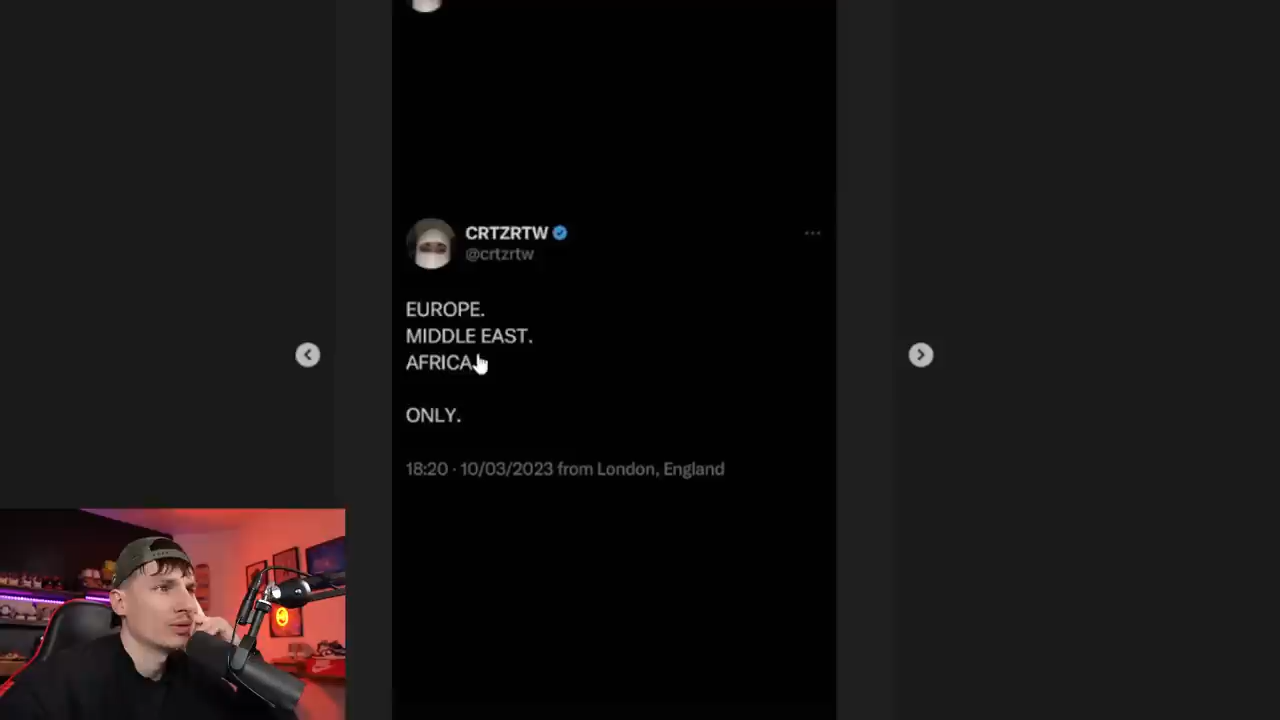 CRTZRTW
@crtzrtw
EUROPE.
MIDDLE EAST.
AFRICA
ONLY.
18:20 · 10/03/2023 from London, England